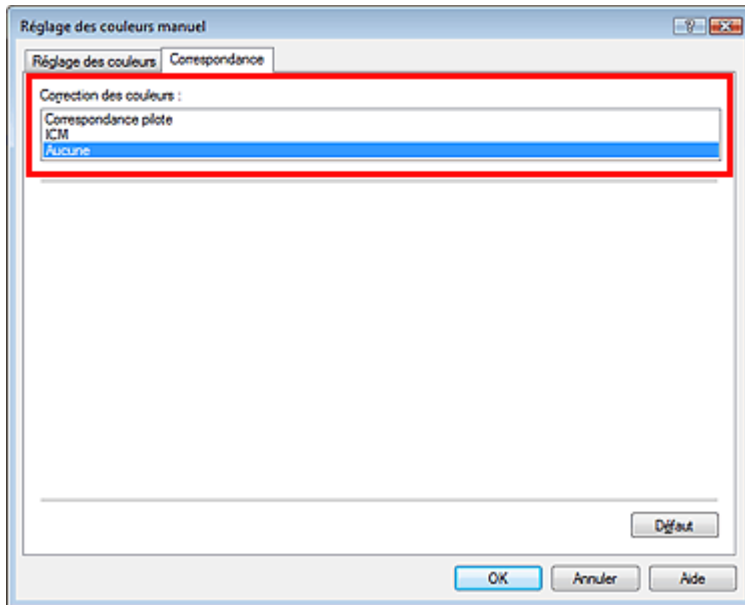 Réglage des couleurs manuel
Réglage des couleurs Correspondance
Correction des couleurs :
Correspondance pilote
ICM
Aucune
Défaut
OK Annuler Aide